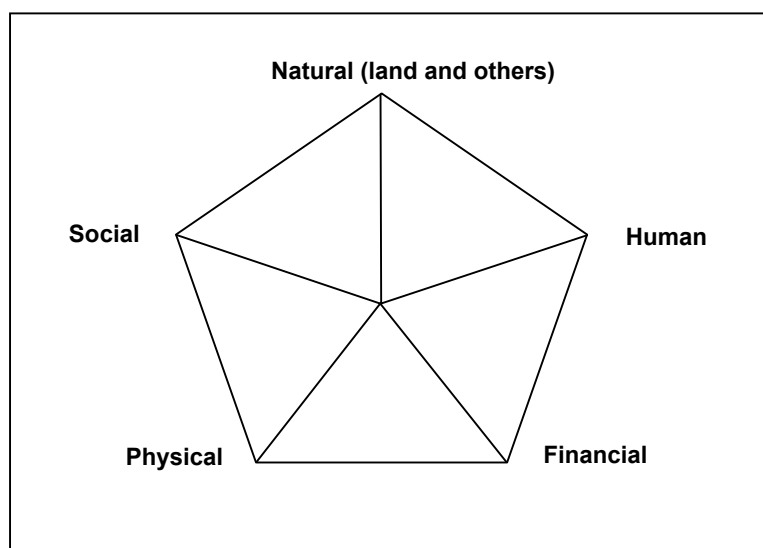 Natural (land and others)
Social
Human
Physical
Financial